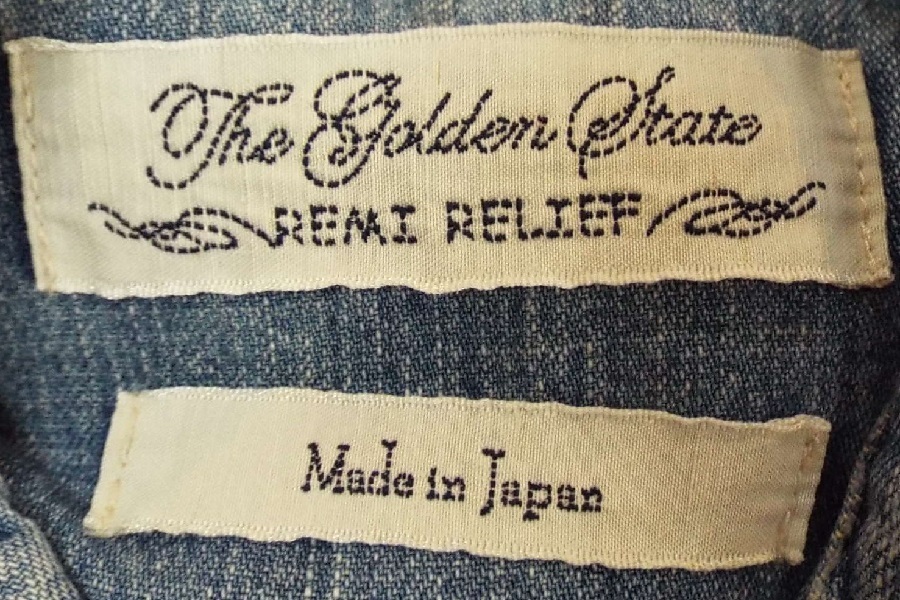 The Golden State
REMI RELIEF
Made in Japan